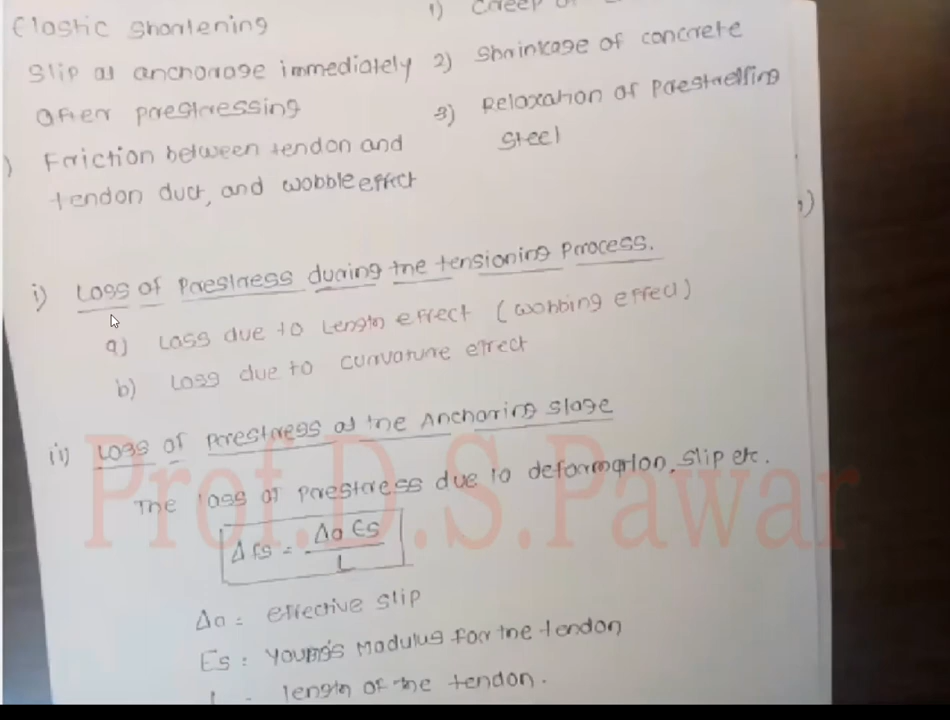 Elastic shortening
1) Creep of
Slip at anchorage immediately
after prestressing
2) Shrinkage of concrete
3) Relaxation of Prestressing
steel
) Friction between tendon and
tendon duct, and wobble effect
i) Loss of Prestress during the tensioning Process.
a) Loss due to Length effect (wobbing effect)
b) Loss due to curvature effect
ii) Loss of Prestress at the Anchoring stage
The loss of Prestress due to deformation, slip etc.
Δfs = Δa Es / L
Δa = effective slip
Es = Young's Modulus for the tendon
L = length of the tendon.
Prof.D.S.Pawar